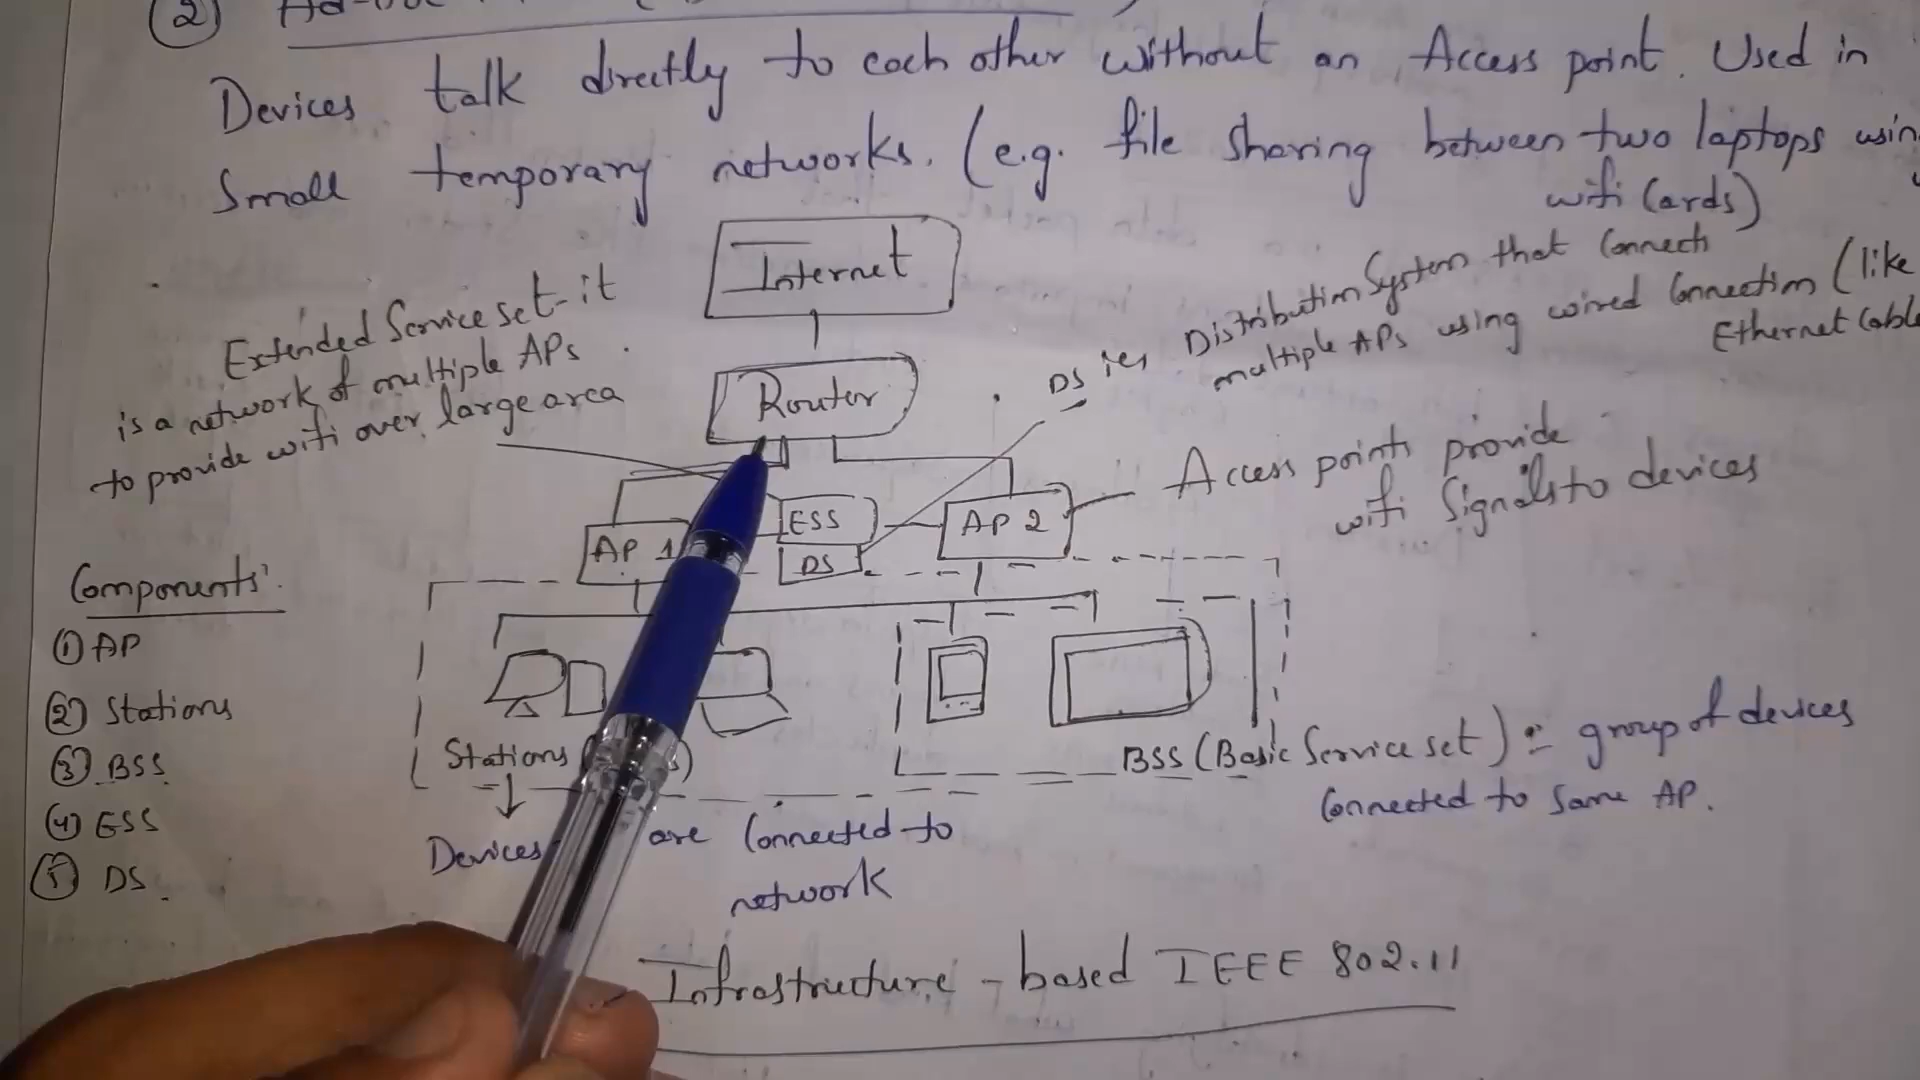 2
Devices talk directly to each other without an Access point. Used in
Small temporary networks. (e.g. file sharing between two laptops
wifi Cards)
Internet
Extended Service set - it
is a network of multiple APs
to provide wifi over large area
Router
DS is Distribution System that Connects
multiple APs using wired Connection (like
Ethernet
Access points provide
wifi Signals to devices
AP 1
ESS
DS
AP 2
Components:
① AP
② Stations
③ BSS
④ ESS
⑤ DS
Stations
BSS (Basic Service set) = group of devices
Connected to Same AP.
Devices are Connected to
network
Infrastructure - based IEEE 802.11